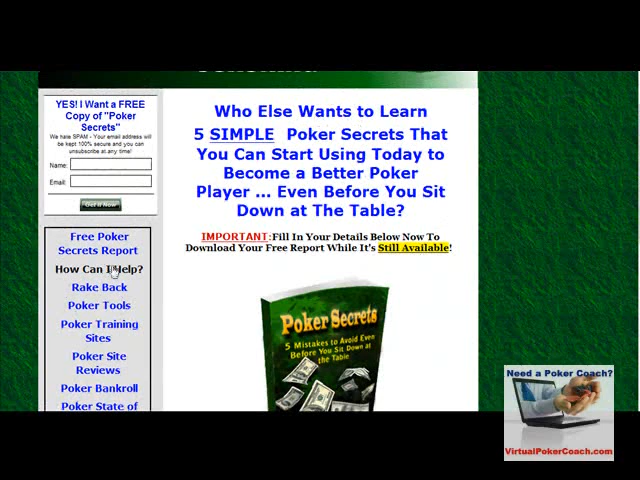 YES! I Want a FREE
Copy of "Poker
Secrets"
We hate SPAM - Your email address will
be kept 100% secure and you can
unsubscribe at any time!
Name:
Email:
Get It Now
Free Poker
Secrets Report
How Can I Help?
Rake Back
Poker Tools
Poker Training
Sites
Poker Site
Reviews
Poker Bankroll
Poker State of
Who Else Wants to Learn
5 SIMPLE Poker Secrets That
You Can Start Using Today to
Become a Better Poker
Player ... Even Before You Sit
Down at The Table?
IMPORTANT:Fill In Your Details Below Now To
Download Your Free Report While It's Still Available!
Poker Secrets
5 Mistakes to Avoid Even
Before You Sit Down at
the Table
Need a Poker Coach?
VirtualPokerCoach.com